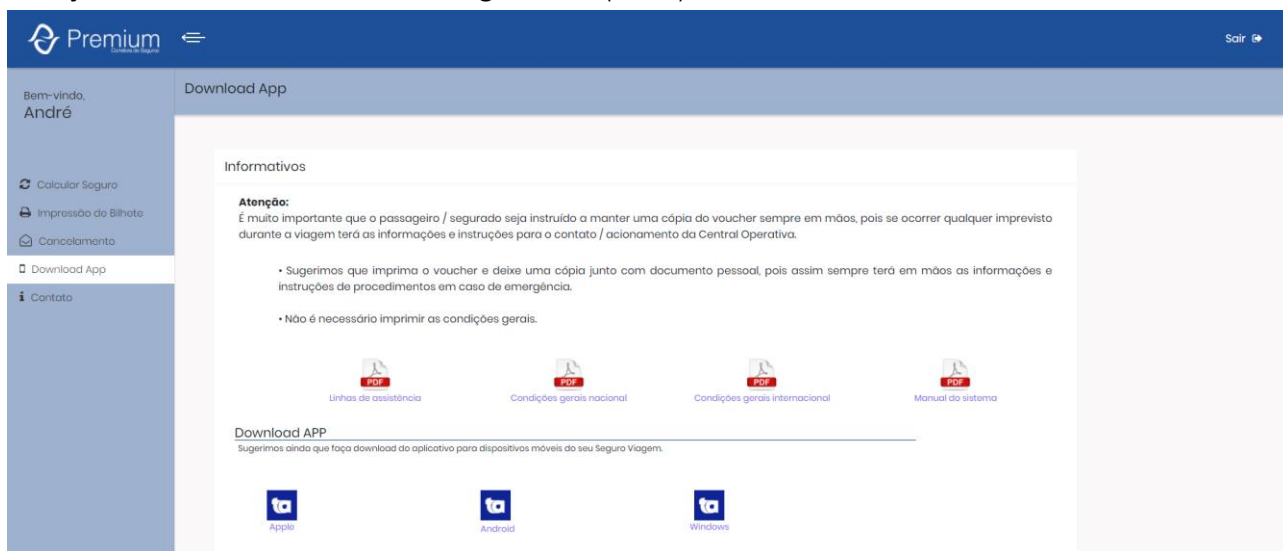 Premium
Corretora de Seguros
Sair
Bem-vindo,
André
Download App
Calcular Seguro
Impressão do Bilhete
Cancelamento
Download App
Contato
Informativos
Atenção:
É muito importante que o passageiro / segurado seja instruído a manter uma cópia do voucher sempre em mãos, pois se ocorrer qualquer imprevisto
durante a viagem terá as informações e instruções para o contato / acionamento da Central Operativa.
• Sugerimos que imprima o voucher e deixe uma cópia junto com documento pessoal, pois assim sempre terá em mãos as informações e
instruções de procedimentos em caso de emergência.
• Não é necessário imprimir as condições gerais.
PDF PDF PDF PDF
Linhas de assistência Condições gerais nacional Condições gerais internacional Manual do sistema
Download APP
Sugerimos ainda que faça download do aplicativo para dispositivos móveis do seu Seguro Viagem.
ta ta ta
Apple Android Windows